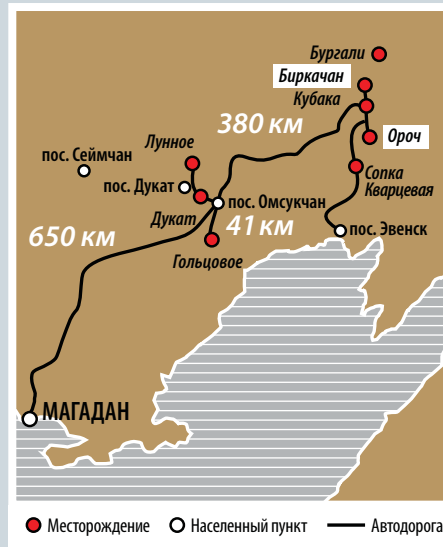 Бургали
Биркачан
Кубака
380 км
Ороч
Лунное
пос. Сеймчан
пос. Дукат
Сопка
Кварцевая
пос. Омсукчан
Дукат
41 км
650 км
пос. Эвенск
Гольцовое
МАГАДАН
Месторождение
Населенный пункт
Автодорога